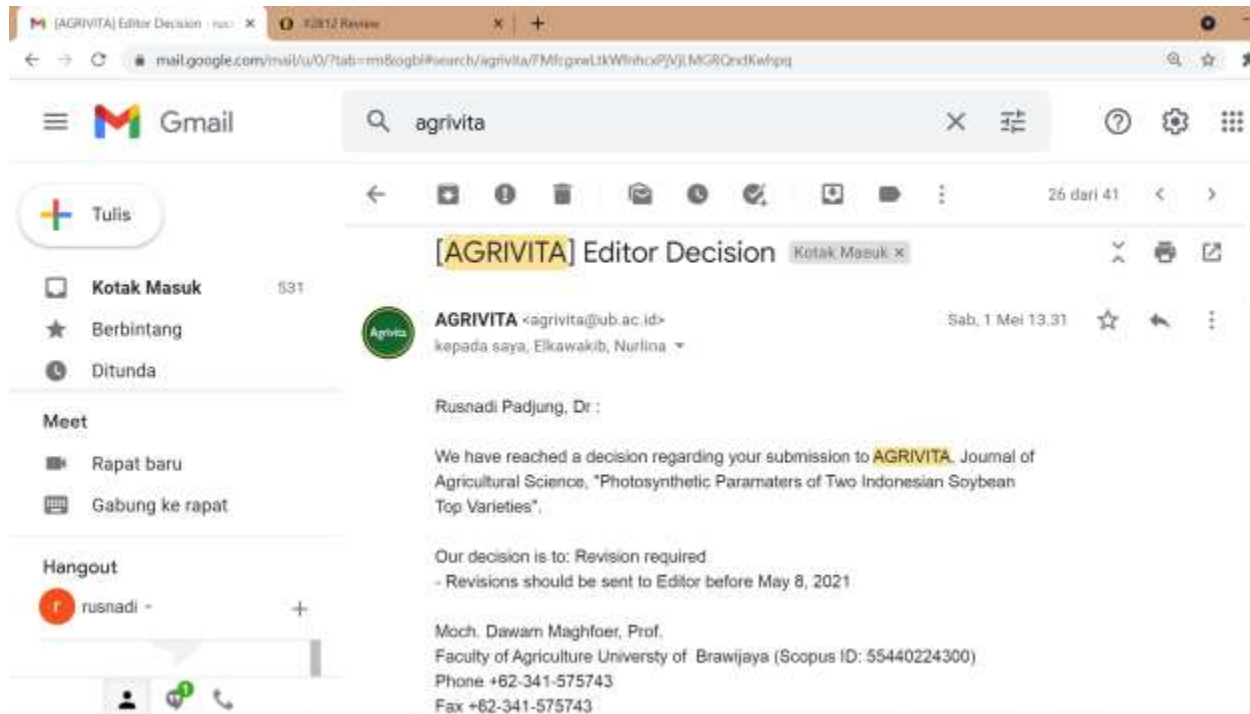 [AGRIVITA] Editor Decision - rusn
#2812 Review
mail.google.com/mail/u/0/?tab=rm&ogbl#search/agrivita/
Gmail
agrivita
Tulis
26 dari 41
[AGRIVITA] Editor Decision Kotak Masuk ×
Kotak Masuk 531
Berbintang
Ditunda
Agrivita
AGRIVITA <agrivita@ub.ac.id>
Sab, 1 Mei 13.31
kepada saya, Elkawakib, Nurlina
Meet
Rapat baru
Gabung ke rapat
Hangout
r
rusnadi
1
Rusnadi Padjung, Dr :
We have reached a decision regarding your submission to AGRIVITA, Journal of
Agricultural Science, "Photosynthetic Paramaters of Two Indonesian Soybean
Top Varieties".
Our decision is to: Revision required
- Revisions should be sent to Editor before May 8, 2021
Moch. Dawam Maghfoer, Prof.
Faculty of Agriculture Universty of Brawijaya (Scopus ID: 55440224300)
Phone +62-341-575743
Fax +62-341-575743